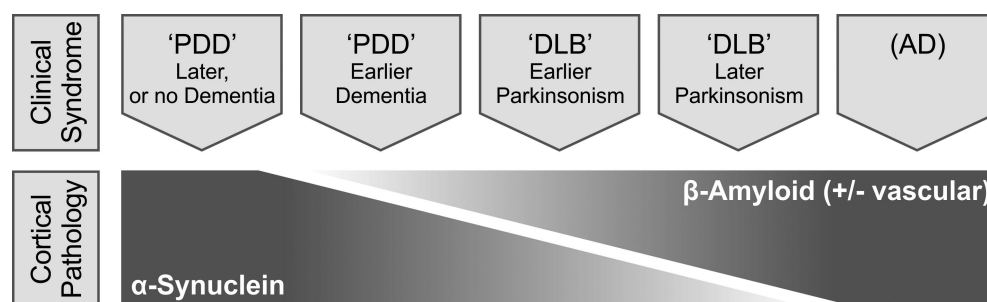 Clinical
Syndrome
‘PDD’
Later,
or no Dementia
‘PDD’
Earlier
Dementia
‘DLB’
Earlier
Parkinsonism
‘DLB’
Later
Parkinsonism
(AD)
Cortical
Pathology
β-Amyloid (+/- vascular)
α-Synuclein